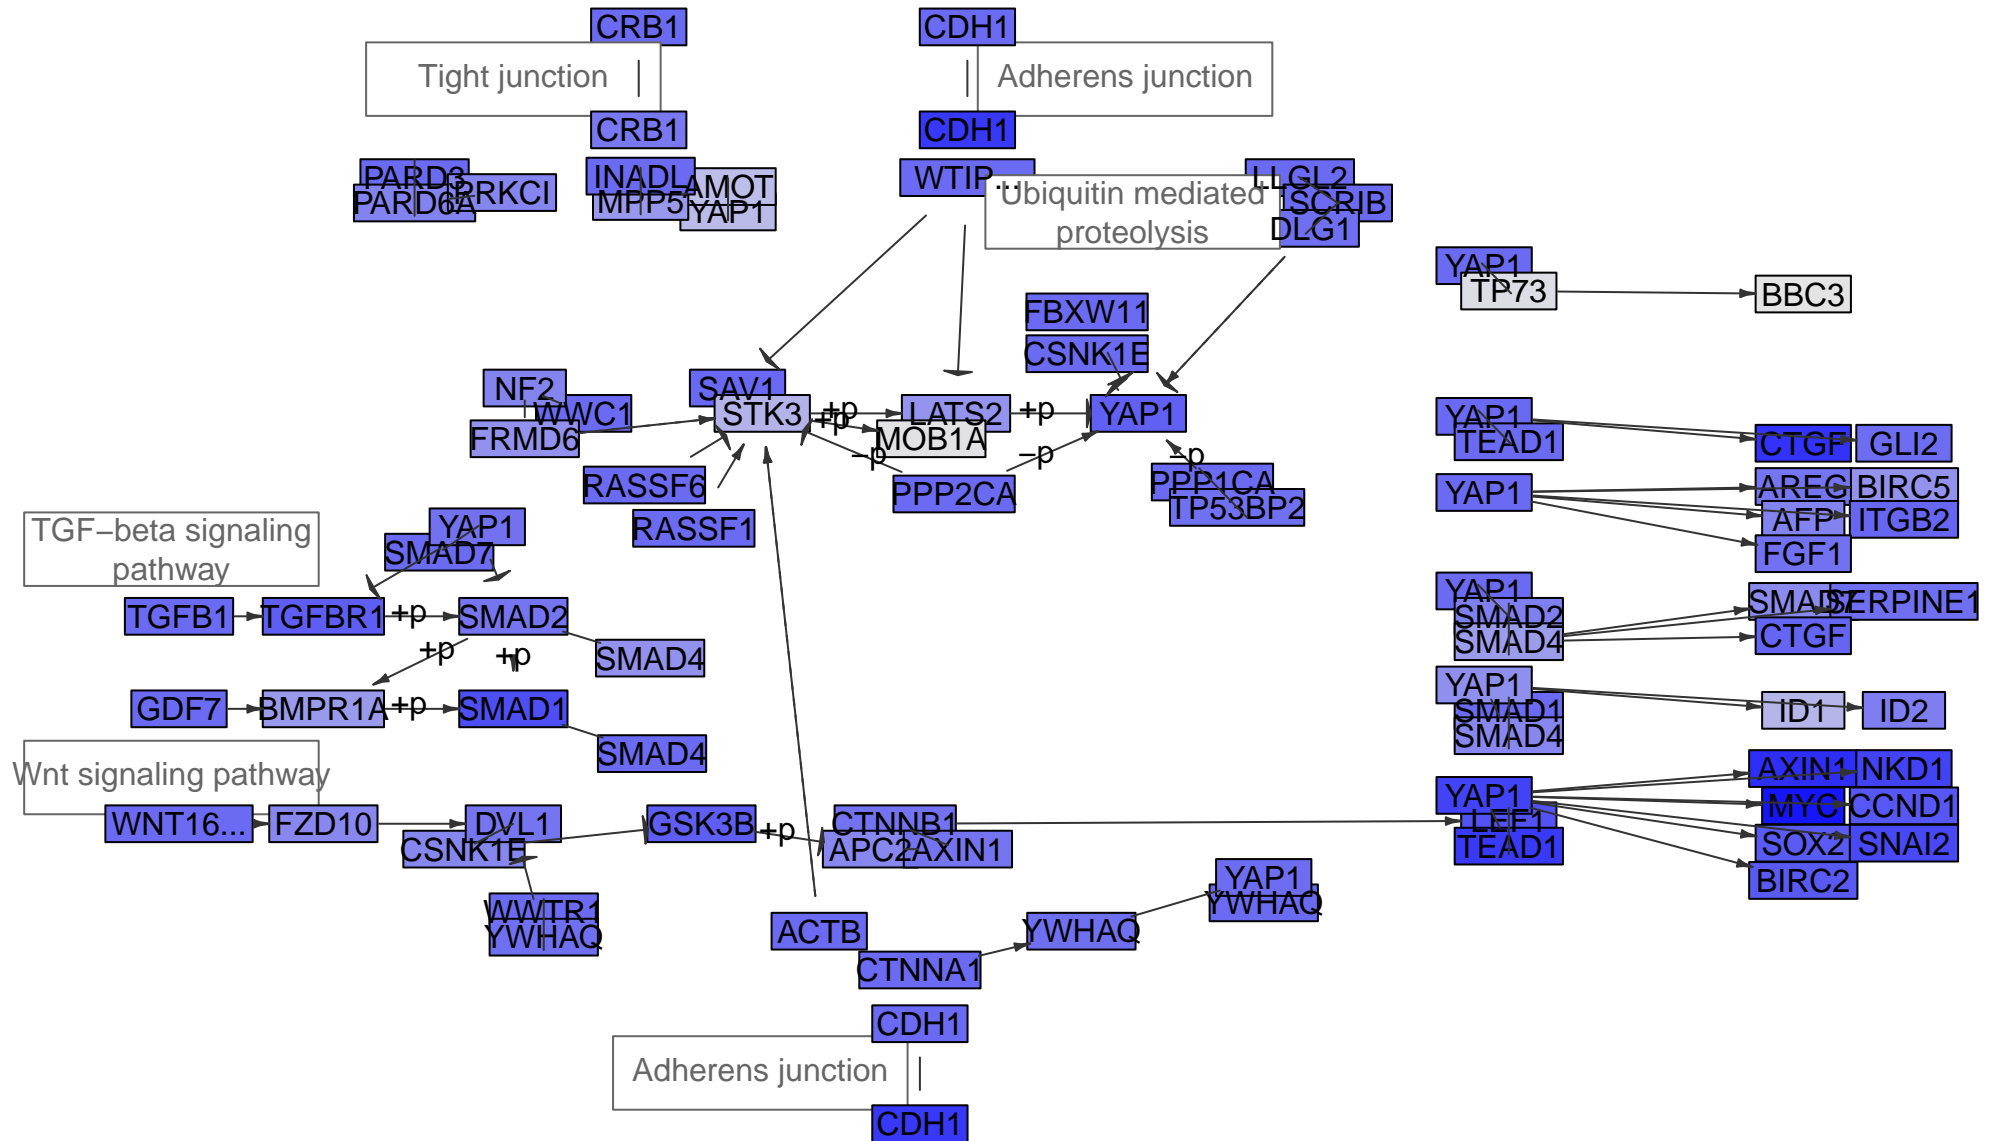 CRB1
CDH1
Tight junction
Adherens junction
CRB1
CDH1
PARD3
PARD6A
PRKCI
INADL
MPP5
AMOT
YAP1
WTIP...
Ubiquitin mediated
proteolysis
LLGL2
SCRIB
DLG1
YAP1
TP73
BBC3
FBXW11
CSNK1E
NF2
WWC1
FRMD6
SAV1
STK3
+p
+p
LATS2
MOB1A
+p
YAP1
−p
−p
−p
RASSF6
RASSF1
PPP2CA
PPP1CA
TP53BP2
YAP1
TEAD1
CTGF
GLI2
YAP1
AREG
BIRC5
AFP
ITGB2
FGF1
TGF−beta signaling
pathway
YAP1
SMAD7
TGFB1
TGFBR1
+p
SMAD2
+p
+p
SMAD4
YAP1
SMAD2
SMAD4
SMAD7
SERPINE1
CTGF
GDF7
BMPR1A
+p
SMAD1
SMAD4
YAP1
SMAD1
SMAD4
ID1
ID2
Wnt signaling pathway
WNT16...
FZD10
DVL1
CSNK1E
GSK3B
+p
CTNNB1
APC2
AXIN1
YAP1
LEF1
TEAD1
AXIN1
NKD1
MYC
CCND1
SOX2
SNAI2
BIRC2
WWTR1
YWHAQ
ACTB
CTNNA1
YWHAQ
YAP1
YWHAQ
CDH1
Adherens junction
CDH1